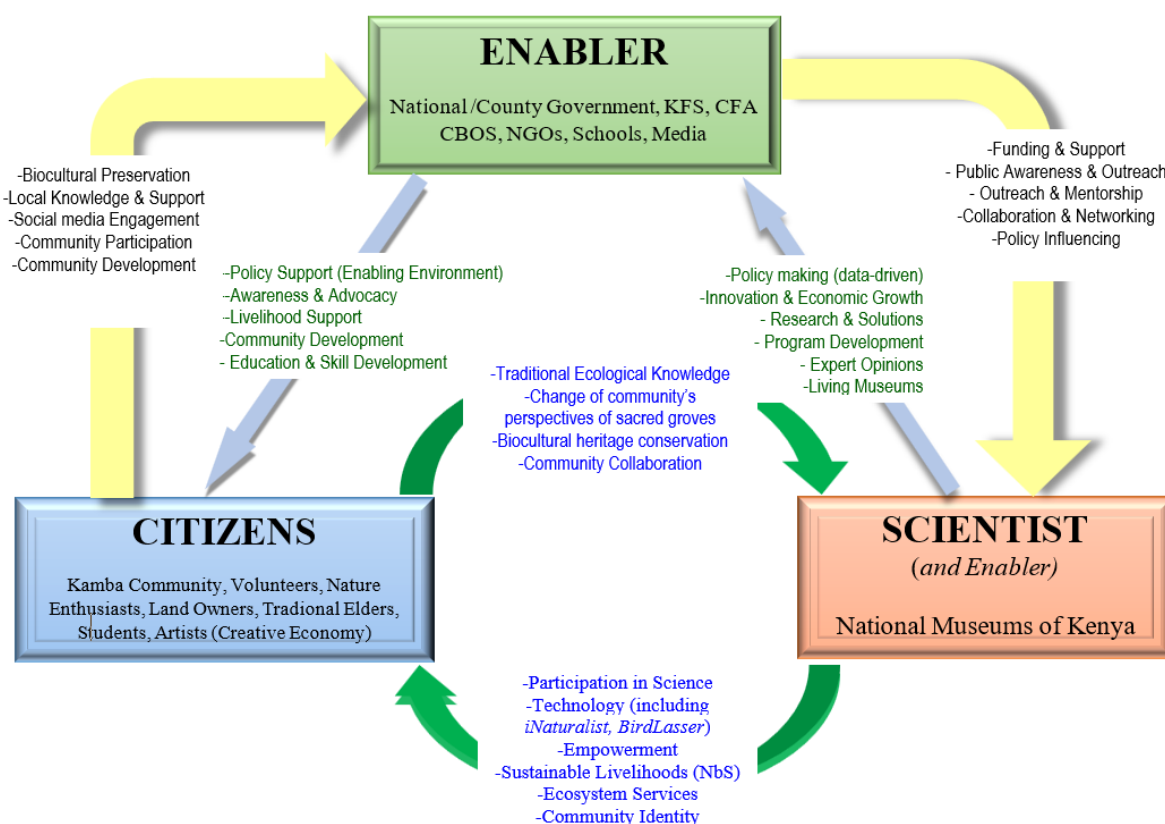 ENABLER
National /County Government, KFS, CFA
CBOS, NGOs, Schools, Media
-Biocultural Preservation
-Local Knowledge & Support
-Social media Engagement
-Community Participation
-Community Development
-Funding & Support
- Public Awareness & Outreach
- Outreach & Mentorship
-Collaboration & Networking
-Policy Influencing
-Policy Support (Enabling Environment)
-Awareness & Advocacy
-Livelihood Support
-Community Development
- Education & Skill Development
-Policy making (data-driven)
-Innovation & Economic Growth
- Research & Solutions
- Program Development
- Expert Opinions
-Living Museums
-Traditional Ecological Knowledge
-Change of community's
perspectives of sacred groves
-Biocultural heritage conservation
-Community Collaboration
CITIZENS
Kamba Community, Volunteers, Nature
Enthusiasts, Land Owners, Tradional Elders,
Students, Artists (Creative Economy)
SCIENTIST
(and Enabler)
National Museums of Kenya
-Participation in Science
-Technology (including
iNaturalist, BirdLasser)
-Empowerment
-Sustainable Livelihoods (NbS)
-Ecosystem Services
-Community Identity